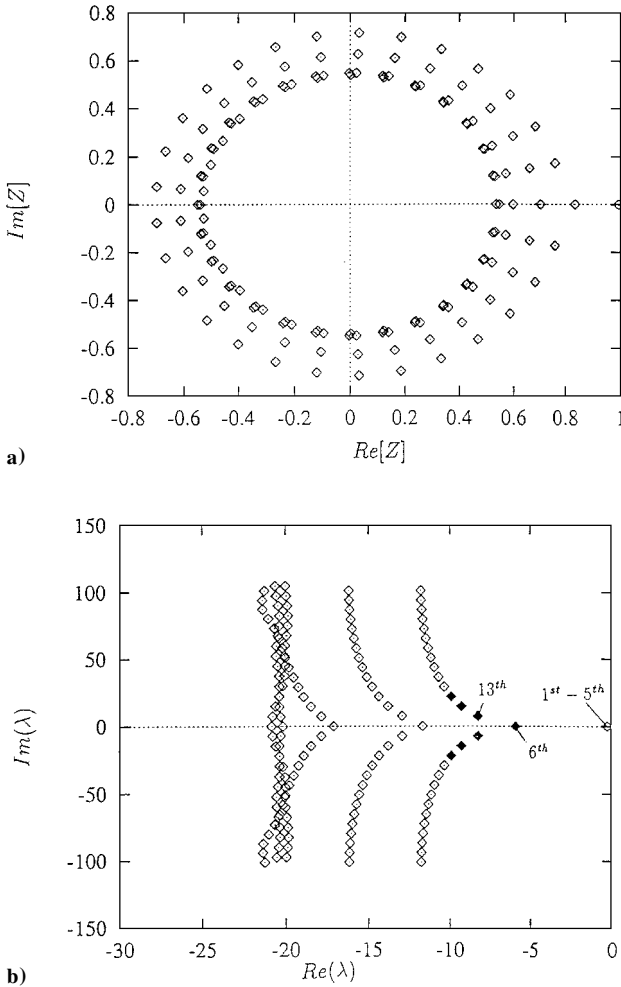 0.8
0.6
0.4
0.2
0
-0.2
-0.4
-0.6
-0.8
Im[Z]
-0.8 -0.6 -0.4 -0.2 0 0.2 0.4 0.6 0.8 1
Re[Z]
a)
150
100
50
0
-50
-100
-150
Im(λ)
13th
1st – 5th
6th
-30 -25 -20 -15 -10 -5 0
Re(λ)
b)